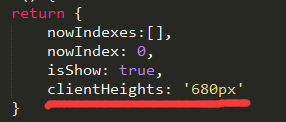 return {
nowIndexes:[],
nowIndex: 0,
isShow: true,
clientHeights: '680px'
}